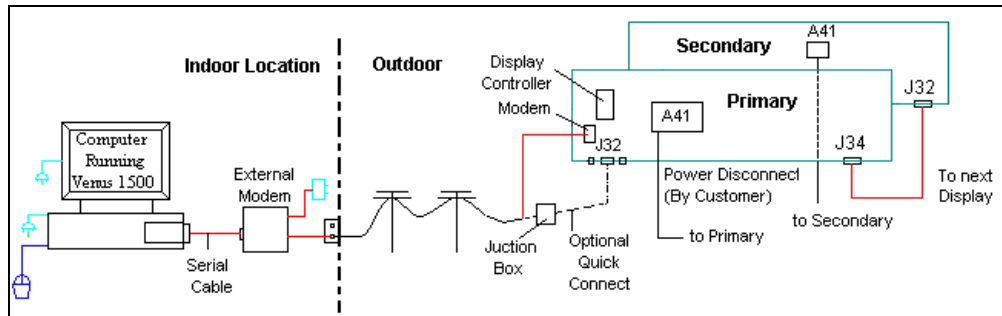 Indoor Location
Outdoor
Secondary
A41
Display
Controller
Modem
Primary
A41
J32
J32
J34
Computer
Running
Venus 1500
External
Modem
Serial
Cable
Juction
Box
Optional
Quick
Connect
Power Disconnect
(By Customer)
to Primary
to Secondary
To next
Display